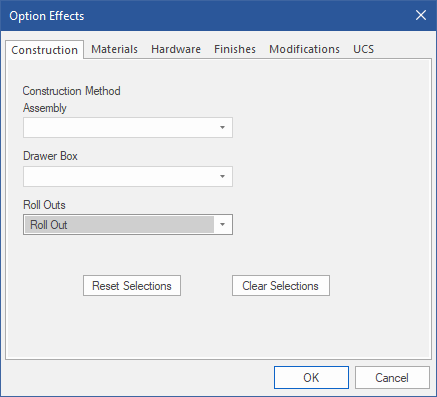 Option Effects
Construction Materials Hardware Finishes Modifications UCS
Construction Method
Assembly
Drawer Box
Roll Outs
Roll Out
Reset Selections Clear Selections
OK Cancel